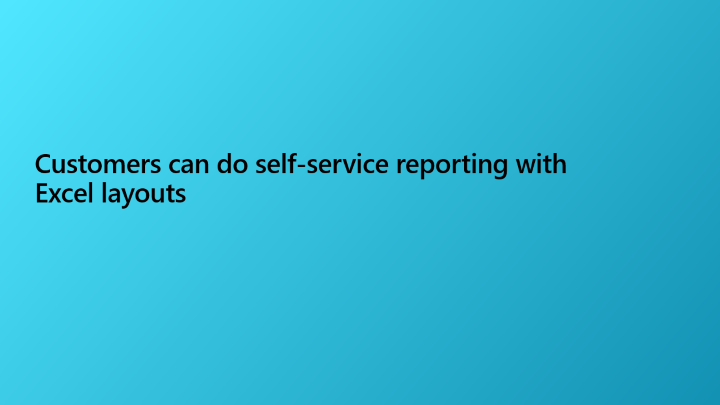 Customers can do self-service reporting with
Excel layouts